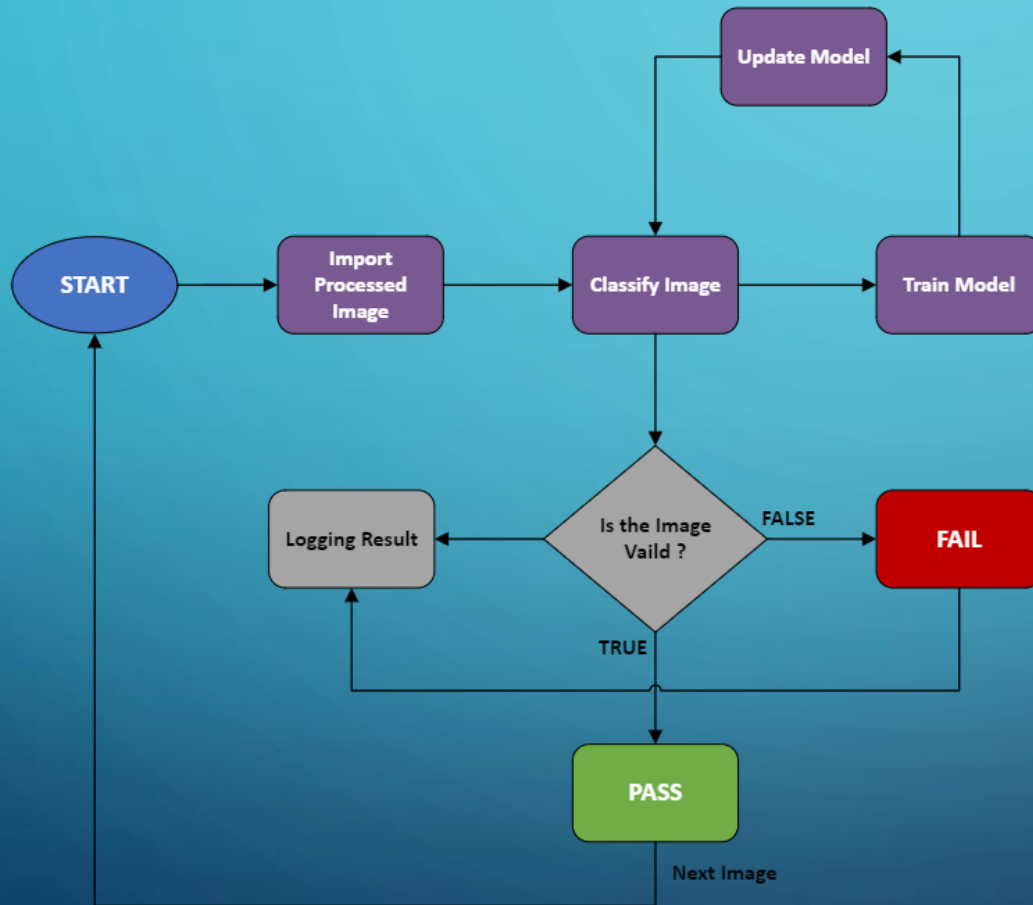 Update Model
START
Import
Processed
Image
Classify Image
Train Model
Logging Result
Is the Image
Vaild ?
FALSE
FAIL
TRUE
PASS
Next Image